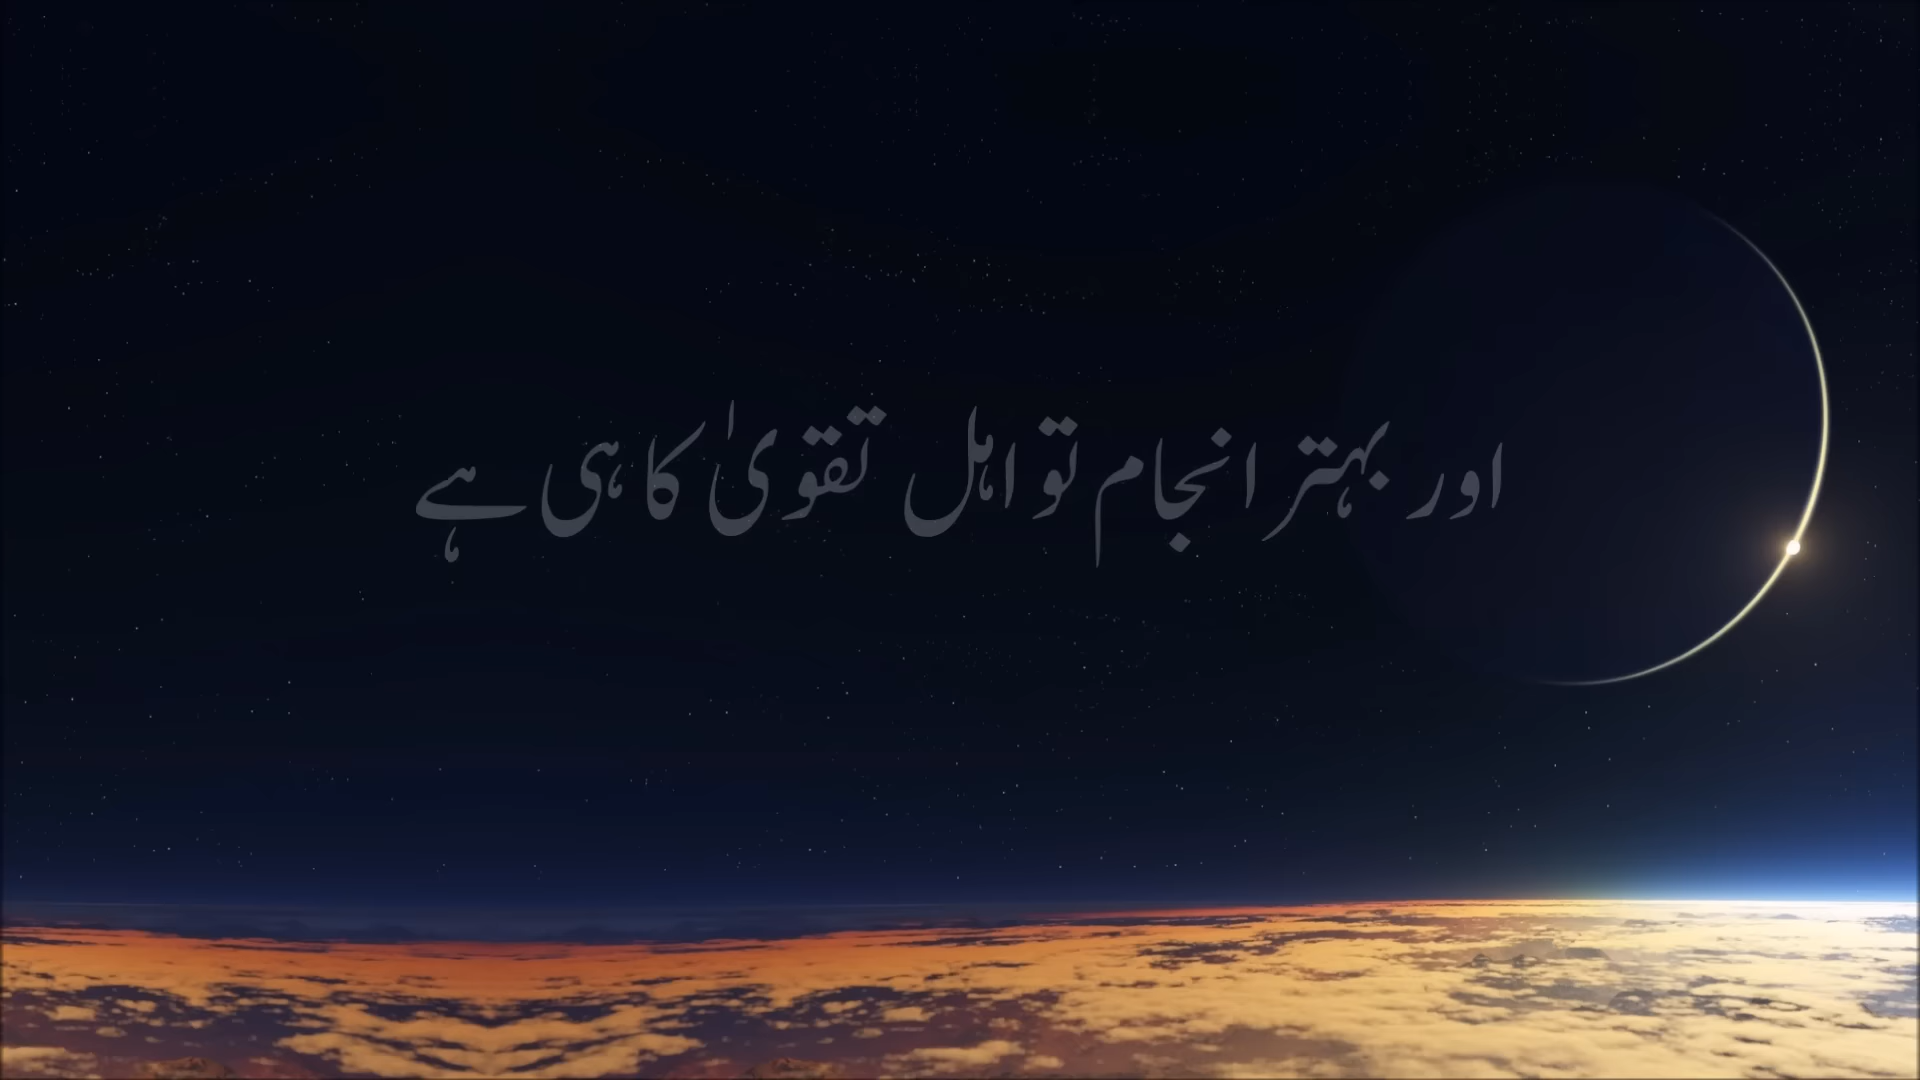 اور بہتر انجام تو اہل تقویٰ کا ہی ہے